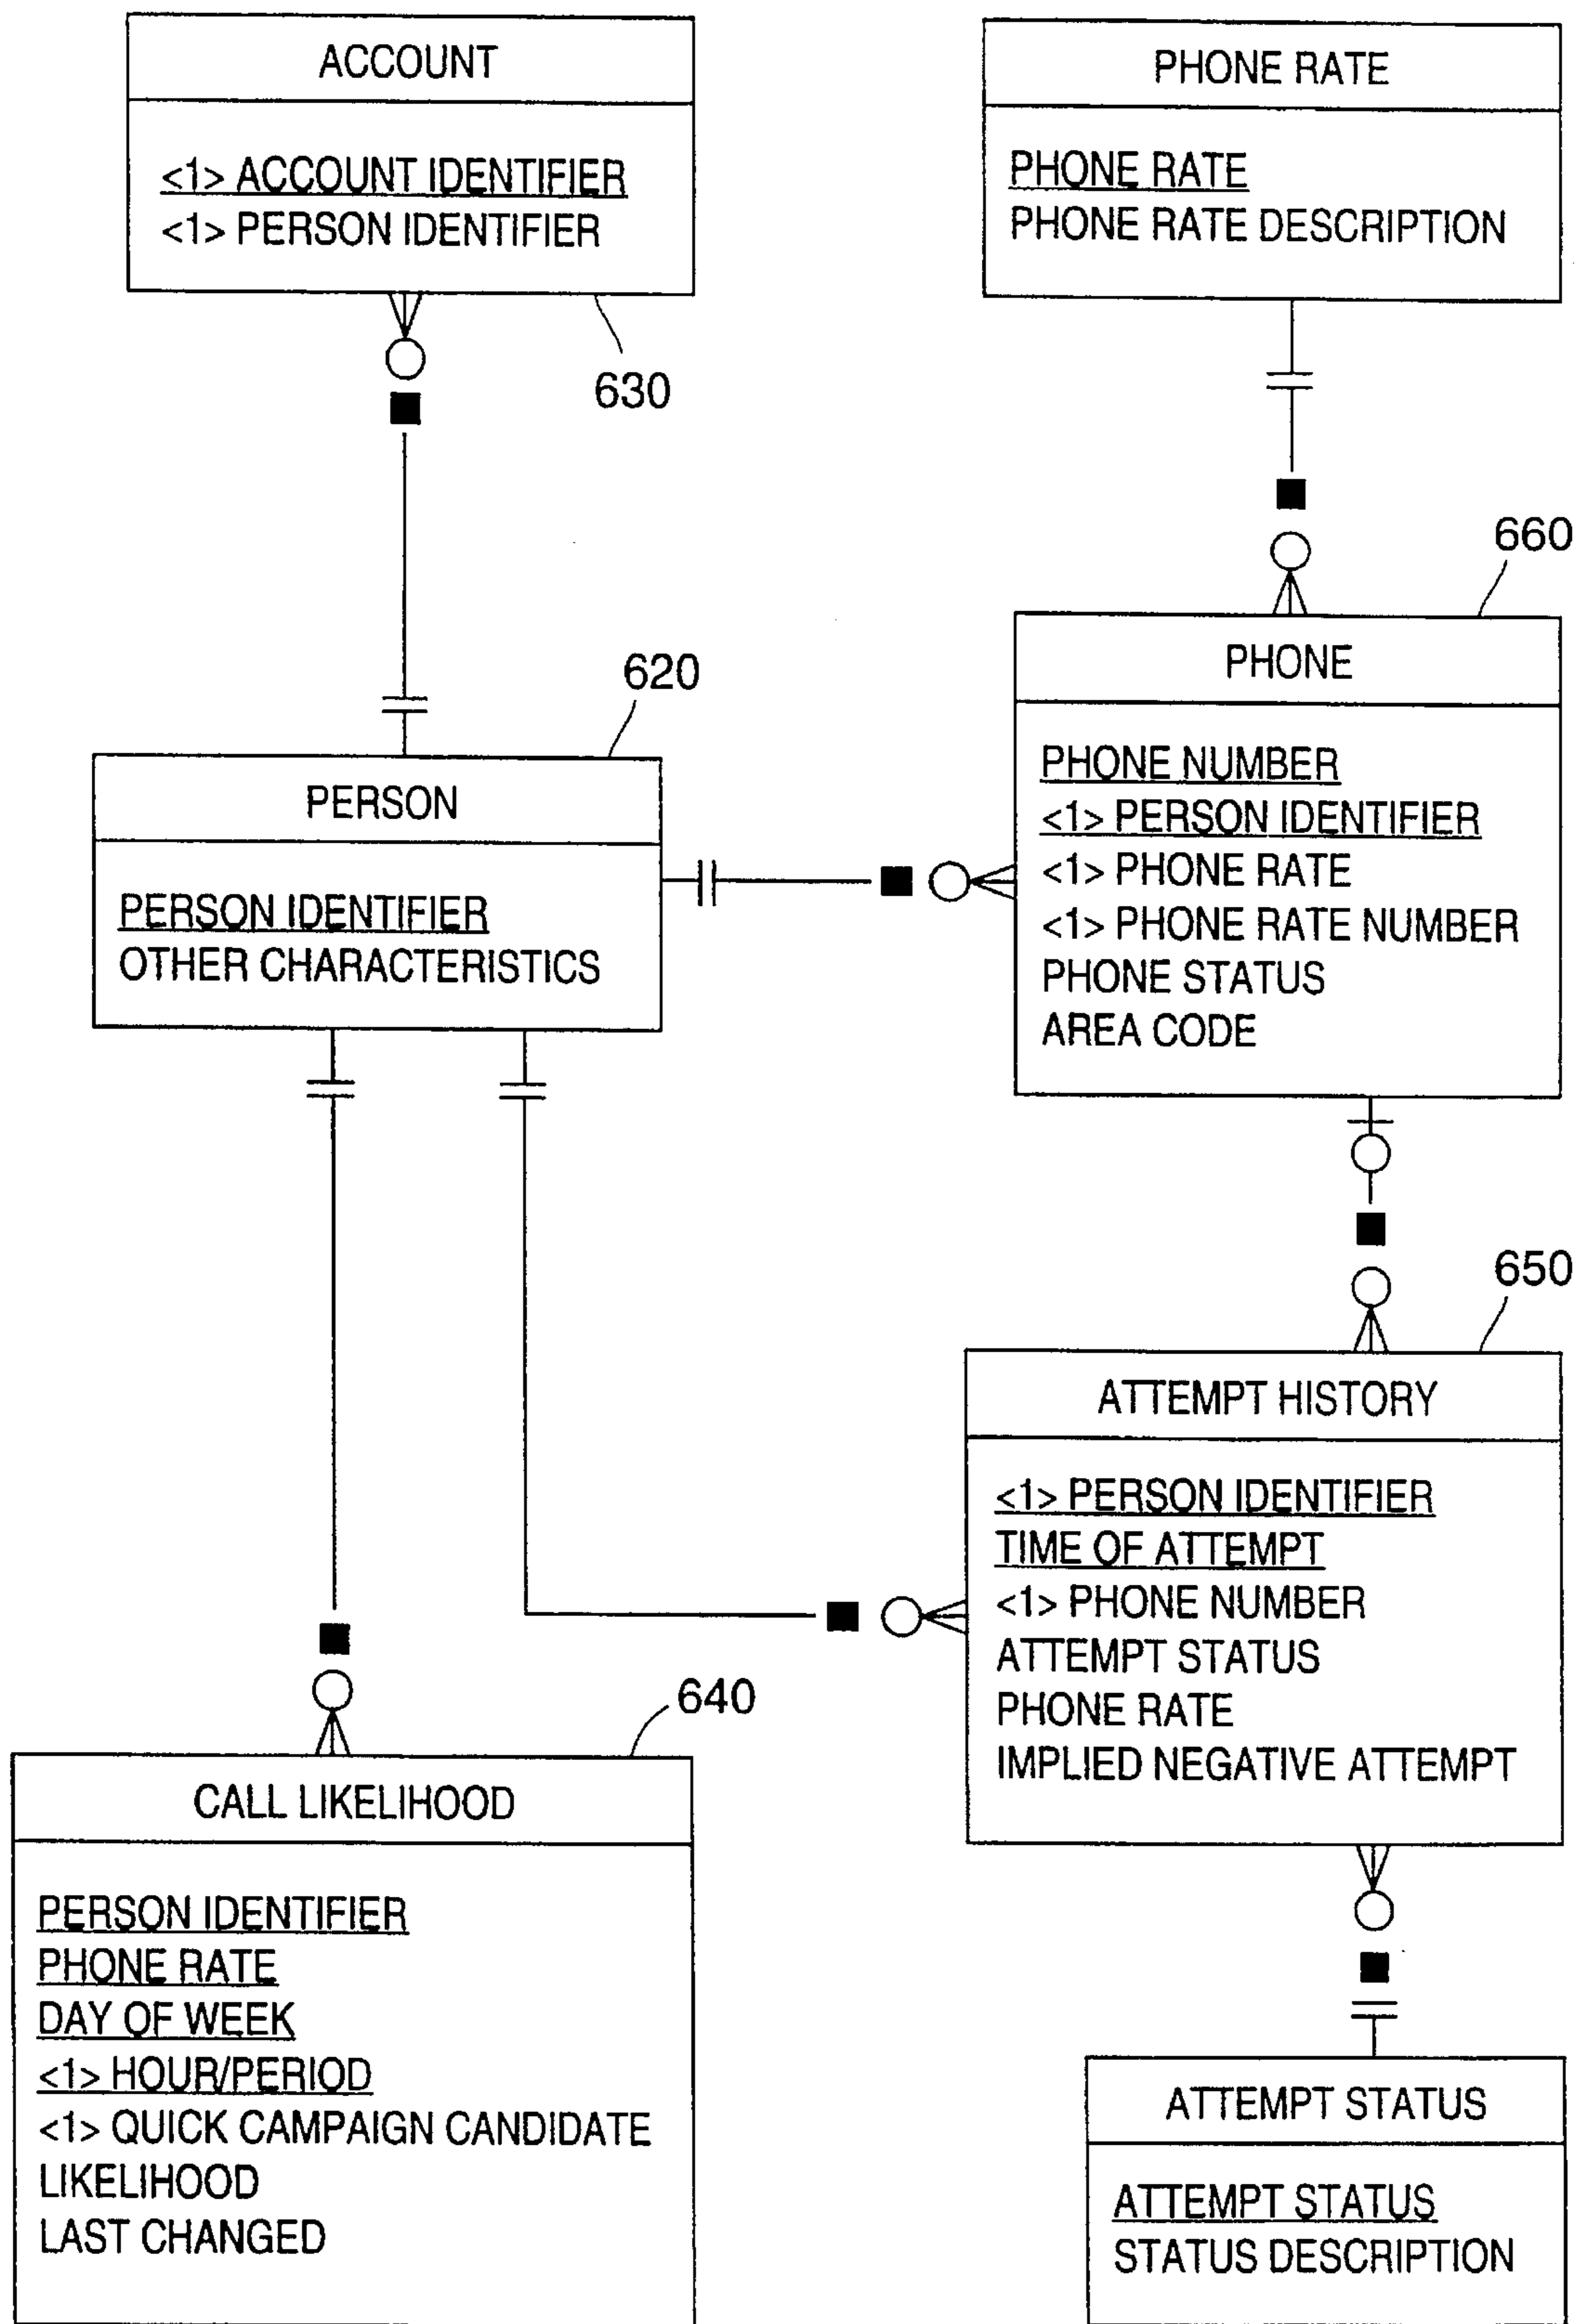 ACCOUNT
<1> ACCOUNT IDENTIFIER
<1> PERSON IDENTIFIER
630
PHONE RATE
PHONE RATE
PHONE RATE DESCRIPTION
660
PHONE
PHONE NUMBER
<1> PERSON IDENTIFIER
<1> PHONE RATE
<1> PHONE RATE NUMBER
PHONE STATUS
AREA CODE
620
PERSON
PERSON IDENTIFIER
OTHER CHARACTERISTICS
650
ATTEMPT HISTORY
<1> PERSON IDENTIFIER
TIME OF ATTEMPT
<1> PHONE NUMBER
ATTEMPT STATUS
PHONE RATE
IMPLIED NEGATIVE ATTEMPT
640
CALL LIKELIHOOD
PERSON IDENTIFIER
PHONE RATE
DAY OF WEEK
<1> HOUR/PERIOD
<1> QUICK CAMPAIGN CANDIDATE
LIKELIHOOD
LAST CHANGED
ATTEMPT STATUS
ATTEMPT STATUS
STATUS DESCRIPTION